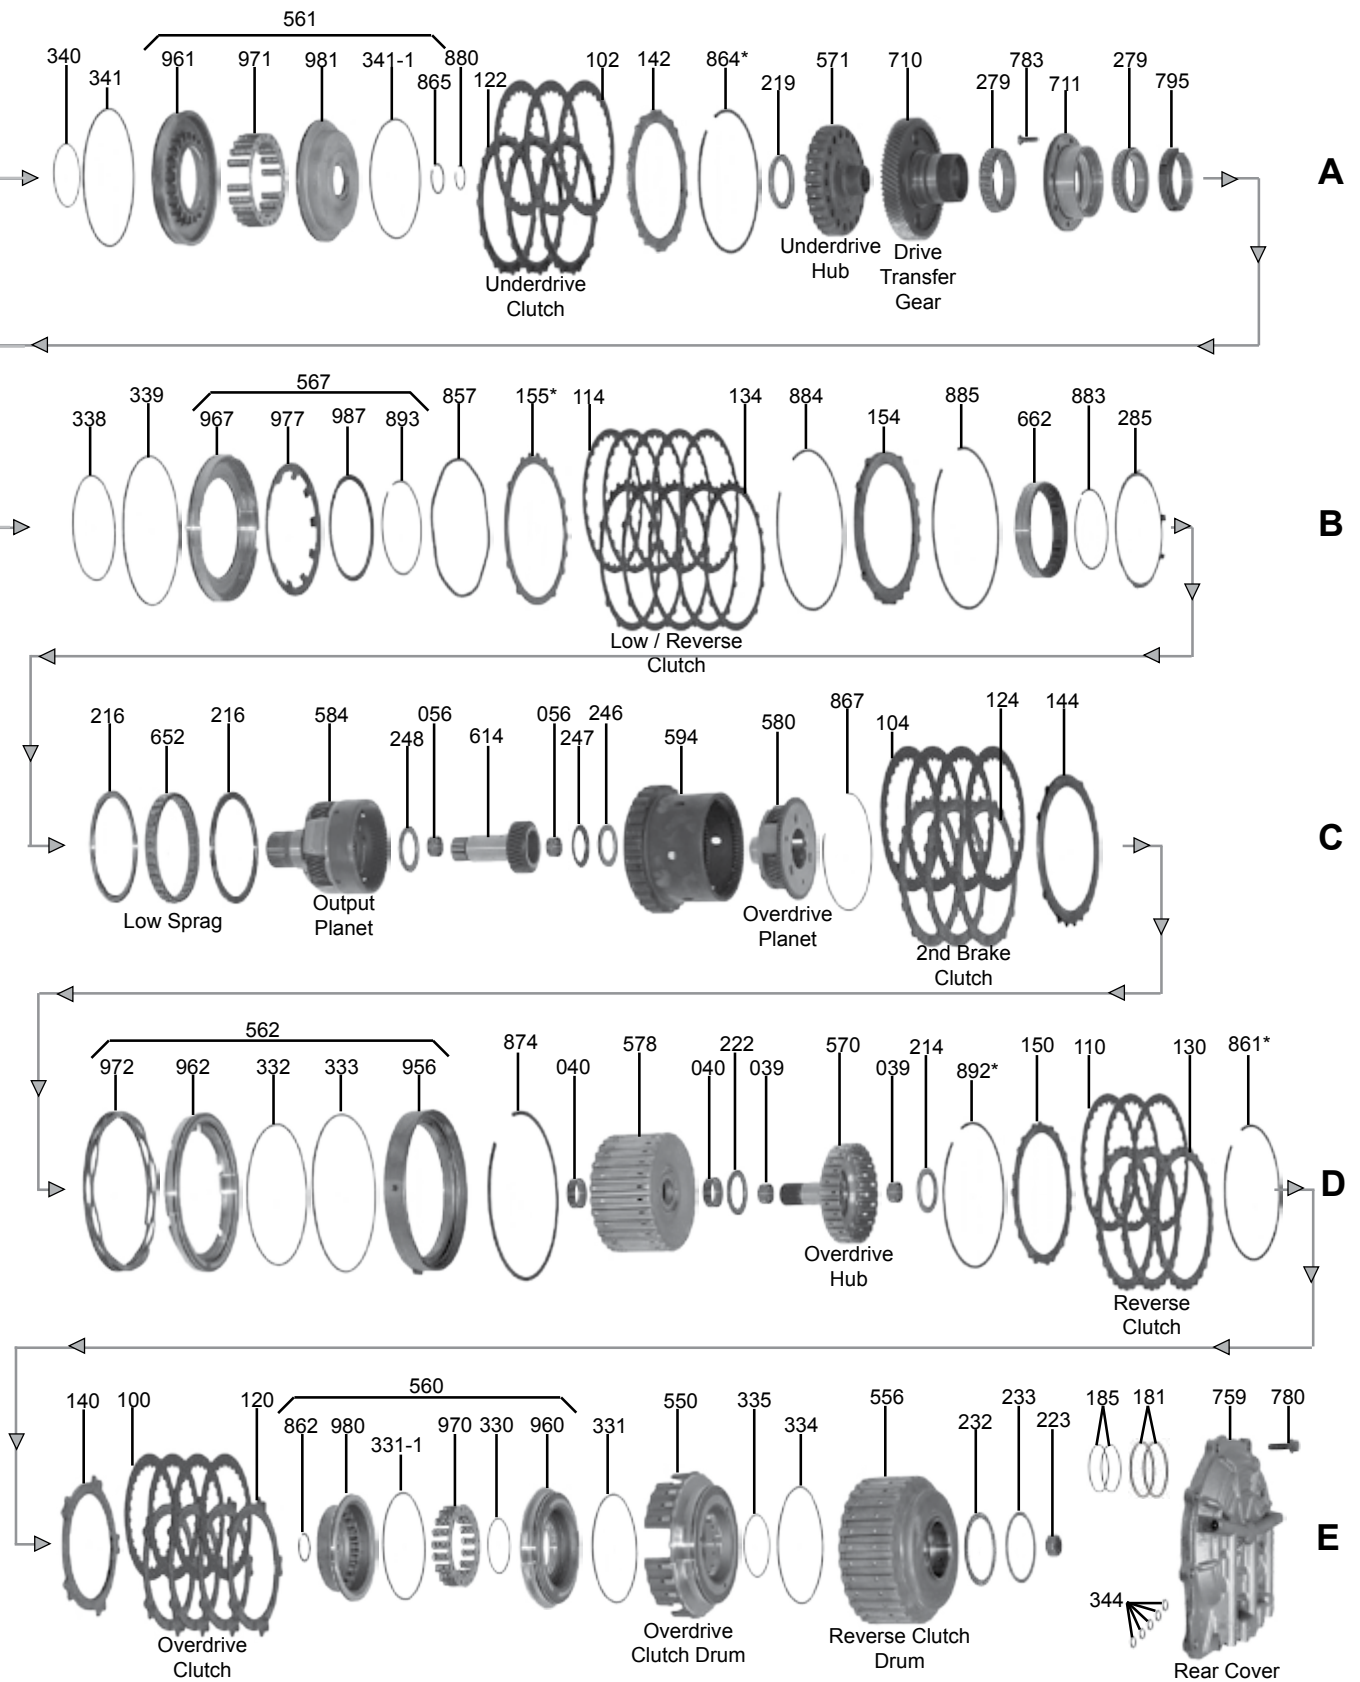 561
340 961 971 981 341-1 880 102 142 864* 571 710 783 279
341 865 122 219 279 711 795
A
Underdrive Hub
Drive Transfer Gear
Underdrive Clutch
567
339 857 155* 114 134 884 885 883
338 967 977 987 893 154 662 285
B
Low / Reverse
Clutch
216 216 584 056 056 246 580 867 124 144
652 248 614 247 594 104
C
Low Sprag
Output
Planet
Overdrive
Planet
2nd Brake
Clutch
562
874 578 222 570 214 150 110 130 861*
972 962 332 333 956 040 040 039 039 892*
D
Overdrive
Hub
Reverse
Clutch
560
140 100 120 550 335 556 233 185 181 759 780
862 980 331-1 970 330 960 331 334 232 223
E
344
Overdrive
Clutch
Overdrive
Clutch Drum
Reverse Clutch
Drum
Rear Cover